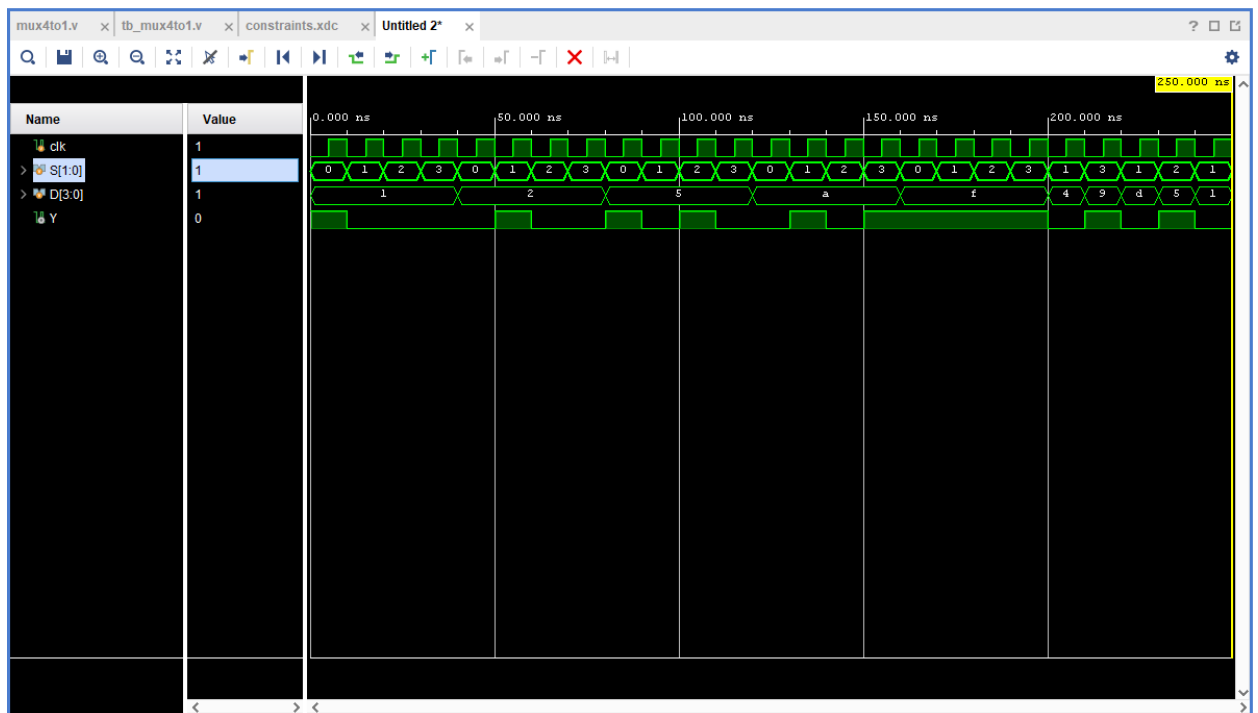 mux4to1.v × tb_mux4to1.v × constraints.xdc × Untitled 2* × ?
250.000 ns
Name Value 0.000 ns 50.000 ns 100.000 ns 150.000 ns 200.000 ns
clk 1
S[1:0] 1 0 1 2 3 0 1 2 3 0 1 2 3 0 1 2 3 0 1 2 3 1 3 1 2 1
D[3:0] 1 1 2 5 a f 4 9 d 5 1
Y 0